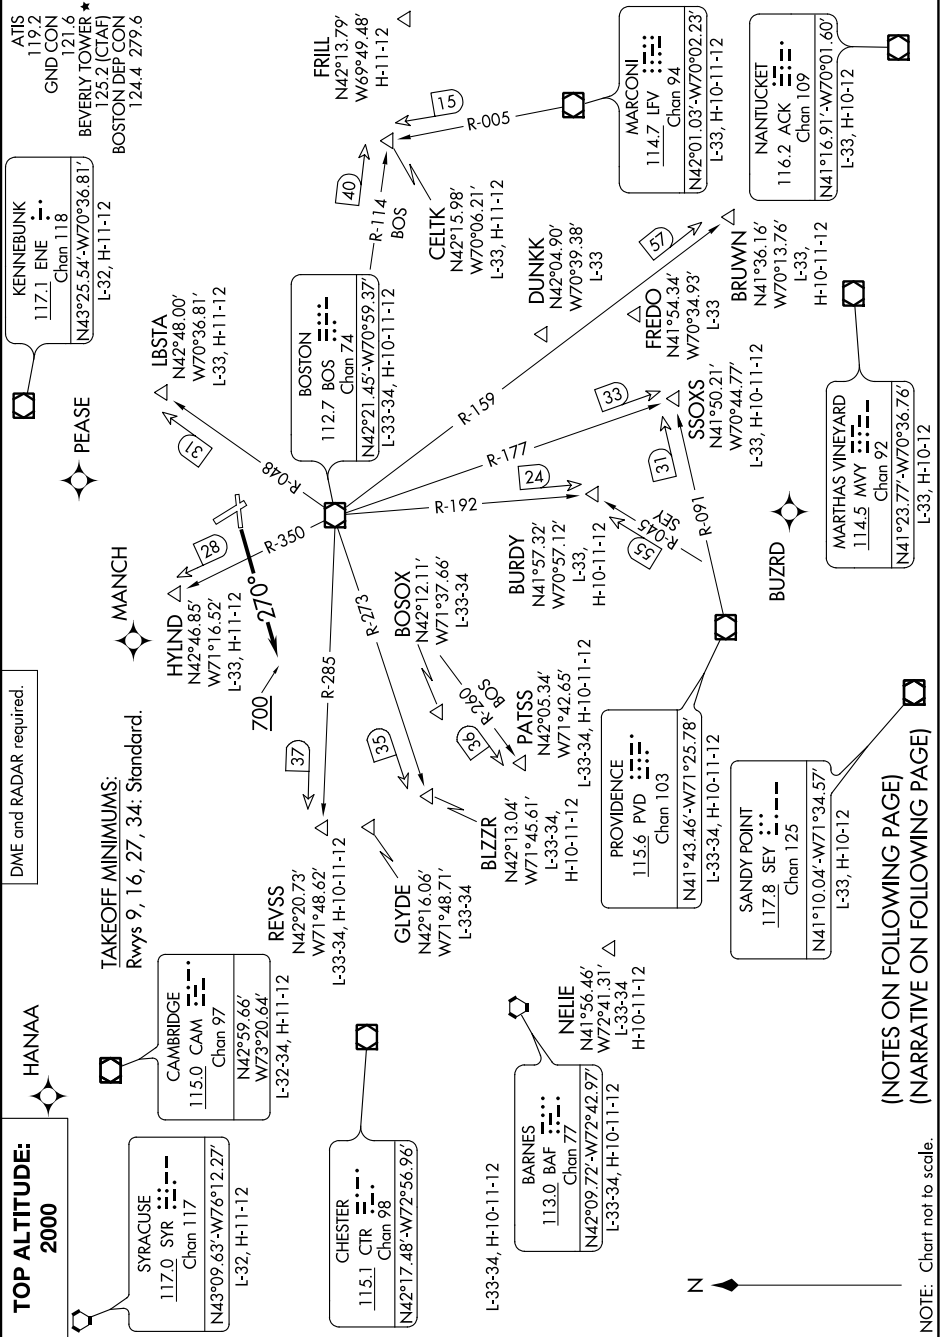 TOP ALTITUDE:
2000
HANAA
DME and RADAR required.
TAKEOFF MINIMUMS:
Rwys 9, 16, 27, 34: Standard.
MANCH
PEASE
KENNEBUNK
117.1 ENE
Chan 118
N43°25.54'-W70°36.81'
L-32, H-11-12
ATIS
119.2
GND CON
121.6
BEVERLY TOWER★
125.2 (CTAF)
BOSTON DEP CON
124.4 279.6
SYRACUSE
117.0 SYR
Chan 117
N43°09.63'-W76°12.27'
L-32, H-11-12
CAMBRIDGE
115.0 CAM
Chan 97
N42°59.66'
W73°20.64'
L-32-34, H-11-12
HYLND
N42°46.85'
W71°16.52'
L-33, H-11-12
28
R-350
270°
700
LBSTA
N42°48.00'
W70°36.81'
L-33, H-11-12
31
R-048
FRILL
N42°13.79'
W69°49.48'
H-11-12
BOSTON
112.7 BOS
Chan 74
N42°21.45'-W70°59.37'
L-33-34, H-10-11-12
40
R-114
BOS
15
R-005
CELTK
N42°15.98'
W70°06.21'
L-33, H-11-12
REVSS
N42°20.73'
W71°48.62'
L-33-34, H-10-11-12
37
R-285
CHESTER
115.1 CTR
Chan 98
N42°17.48'-W72°56.96'
L-33-34, H-10-11-12
GLYDE
N42°16.06'
W71°48.71'
L-33-34
35
R-273
BLZZR
N42°13.04'
W71°45.61'
L-33-34,
H-10-11-12
BOSOX
N42°12.11'
W71°37.66'
L-33-34
36
R-260
BOS
PATSS
N42°05.34'
W71°42.65'
L-33-34, H-10-11-12
R-192
24
BURDY
N41°57.32'
W70°57.12'
L-33,
H-10-11-12
R-177
33
R-159
57
DUNKK
N42°04.90'
W70°39.38'
L-33
FREDO
N41°54.34'
W70°34.93'
L-33
MARCONI
114.7 LFV
Chan 94
N42°01.03'-W70°02.23'
L-33, H-10-11-12
BARNES
113.0 BAF
Chan 77
N42°09.72'-W72°42.97'
L-33-34, H-10-11-12
NELIE
N41°56.46'
W72°41.31'
L-33-34
H-10-11-12
PROVIDENCE
115.6 PVD
Chan 103
N41°43.46'-W71°25.78'
L-33-34, H-10-11-12
55
R-045
SEY
31
R-091
SSOXS
N41°50.21'
W70°44.77'
L-33, H-10-11-12
BRUWN
N41°36.16'
W70°13.76'
L-33,
H-10-11-12
NANTUCKET
116.2 ACK
Chan 109
N41°16.91'-W70°01.60'
L-33, H-10-12
SANDY POINT
117.8 SEY
Chan 125
N41°10.04'-W71°34.57'
L-33, H-10-12
BUZRD
MARTHAS VINEYARD
114.5 MVY
Chan 92
N41°23.77'-W70°36.76'
L-33, H-10-12
N
NOTE: Chart not to scale.
(NOTES ON FOLLOWING PAGE)
(NARRATIVE ON FOLLOWING PAGE)